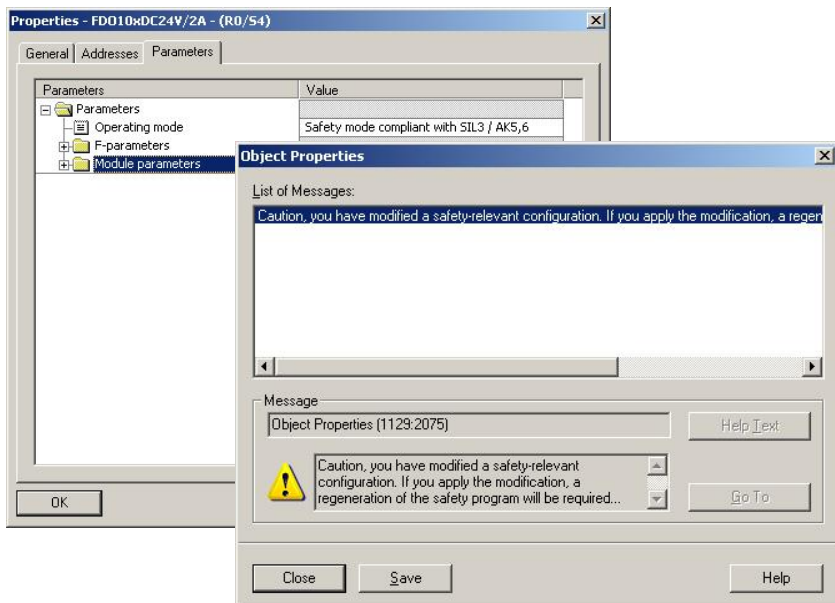 Properties - FDO10xDC24V/2A - (R0/S4)
General Addresses Parameters
Parameters Value
Parameters
Operating mode Safety mode compliant with SIL3 / AK5,6
F-parameters
Module parameters
OK
Object Properties
List of Messages:
Caution, you have modified a safety-relevant configuration. If you apply the modification, a regen
Message
Object Properties (1129:2075)
Help Text
Caution, you have modified a safety-relevant
configuration. If you apply the modification, a
regeneration of the safety program will be required...
Go To
Close Save Help